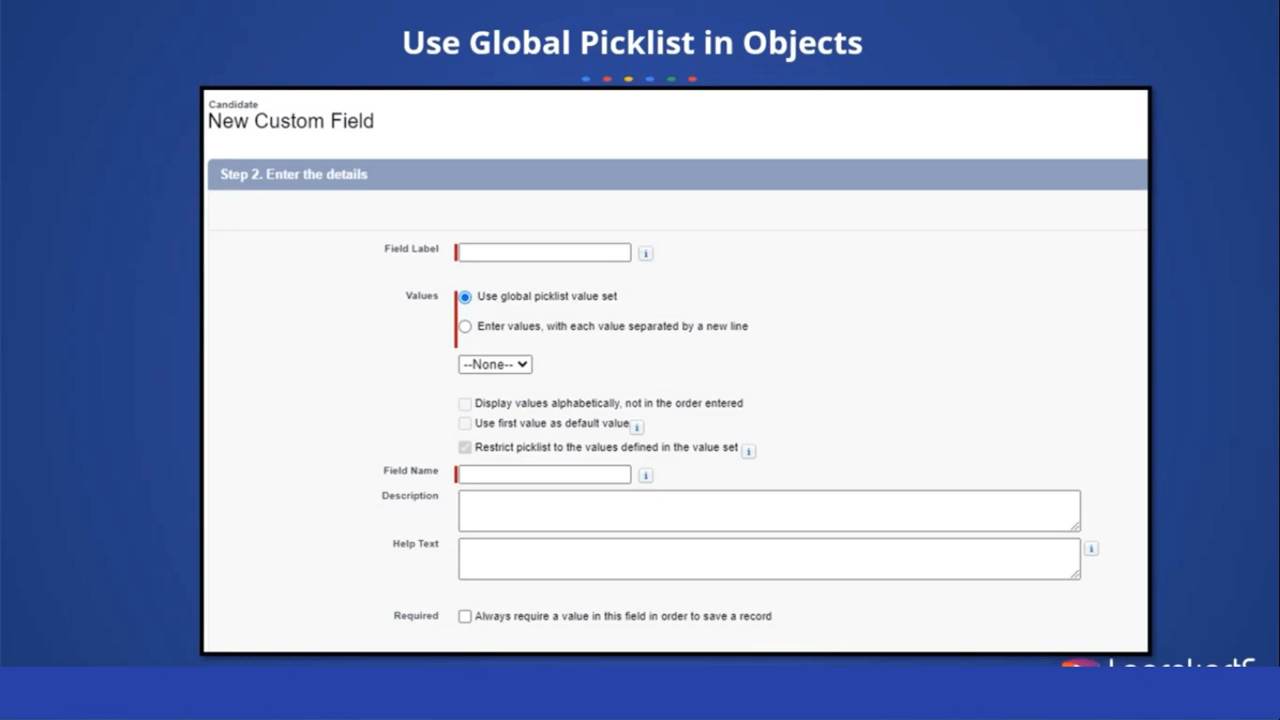 Use Global Picklist in Objects
Candidate
New Custom Field
Step 2. Enter the details
Field Label
Values
Use global picklist value set
Enter values, with each value separated by a new line
--None--
Display values alphabetically, not in the order entered
Use first value as default value
Restrict picklist to the values defined in the value set
Field Name
Description
Help Text
Required
Always require a value in this field in order to save a record